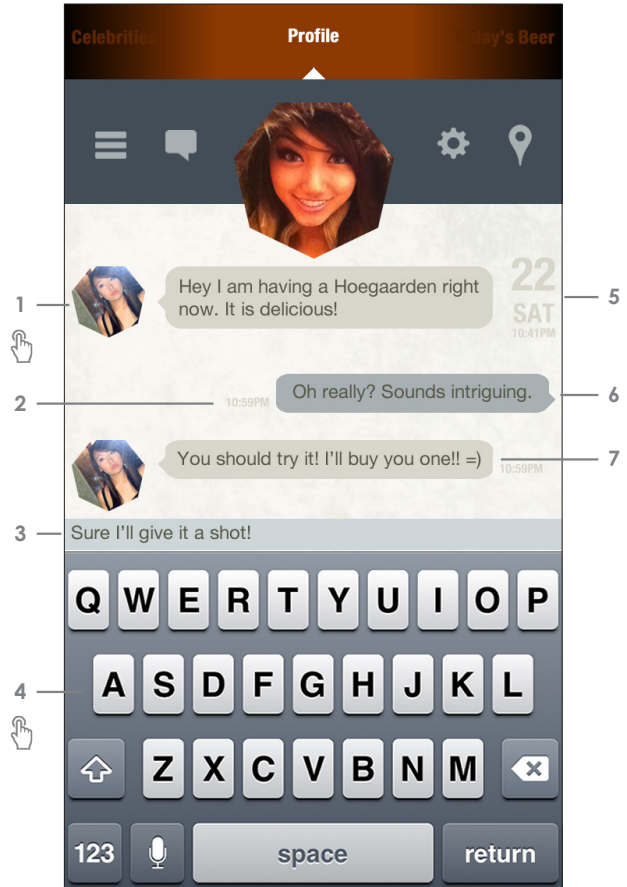 Celebrities
Profile
Today's Beer
Hey I am having a Hoegaarden right
now. It is delicious!
22
SAT
10:41PM
1
5
Oh really? Sounds intriguing.
10:59PM
2
6
You should try it! I'll buy you one!! =)
10:59PM
7
3
Sure I'll give it a shot!
Q W E R T Y U I O P
4
A S D F G H J K L
Z X C V B N M
123
space
return